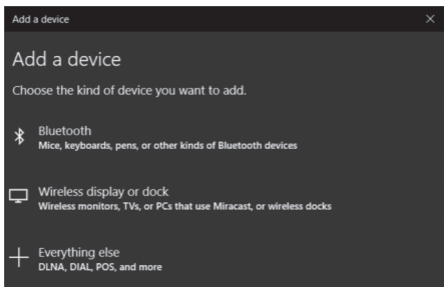 Add a device
Add a device
Choose the kind of device you want to add.
Bluetooth
Mice, keyboards, pens, or other kinds of Bluetooth devices
Wireless display or dock
Wireless monitors, TVs, or PCs that use Miracast, or wireless docks
Everything else
DLNA, DIAL, POS, and more